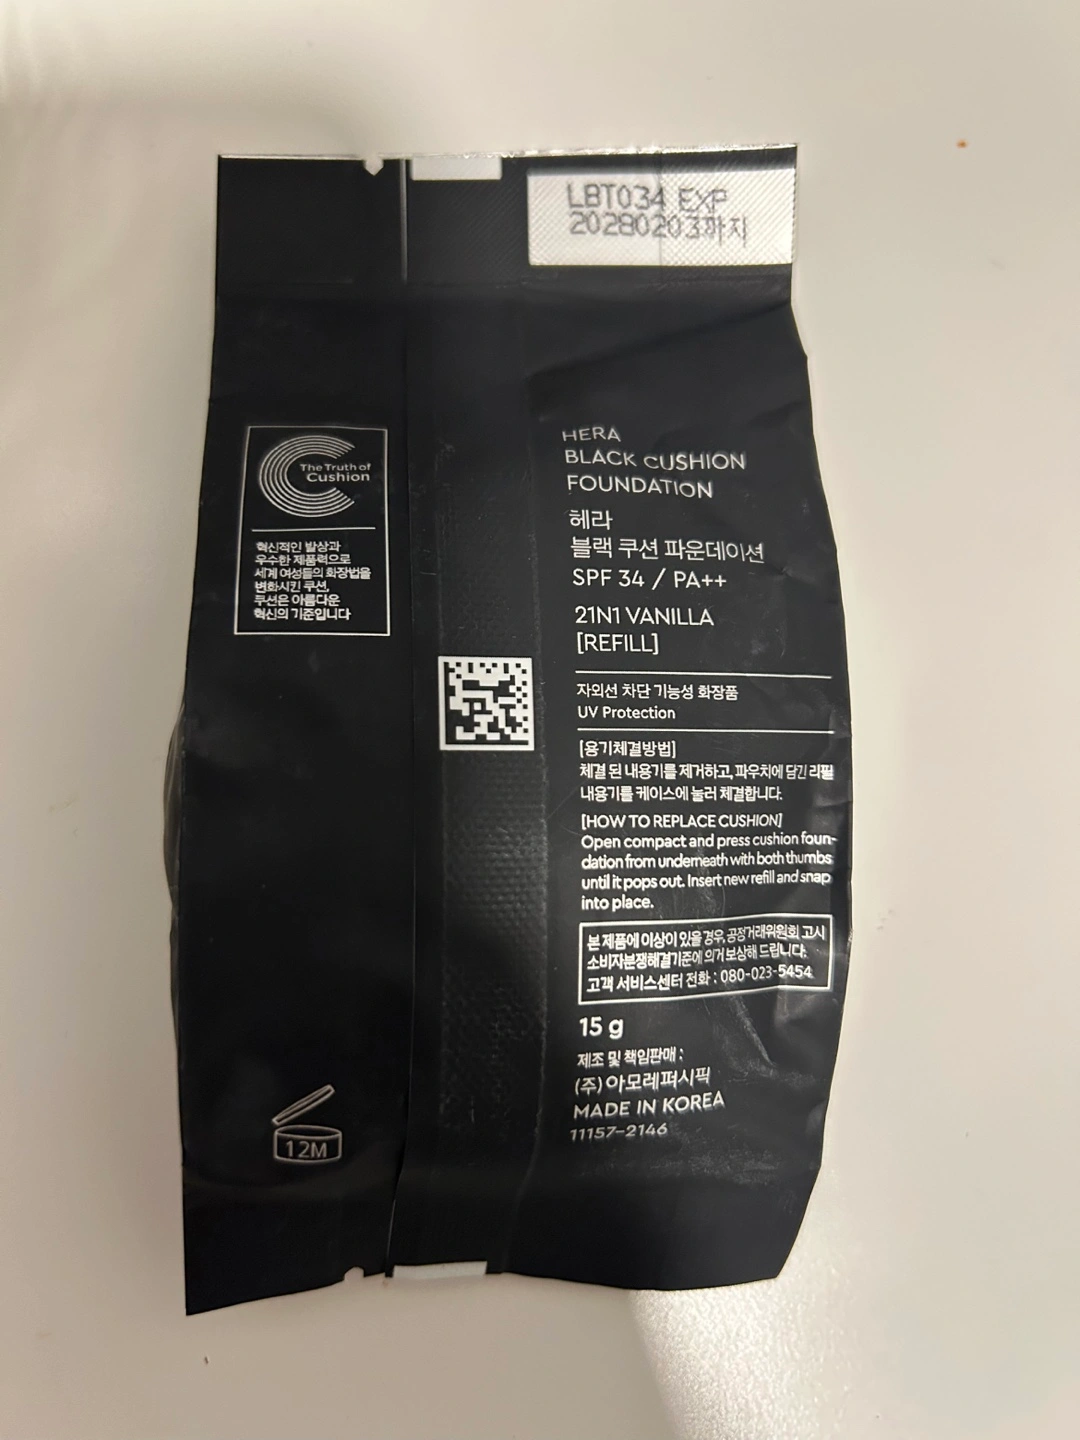 LBT034 EXP
20280203까지
The Truth of
Cushion
혁신적인 발상과
우수한 제품력으로
세계 여성들의 화장법을
변화시킨 쿠션,
쿠션은 아름다운
혁신의 기준입니다
12M
HERA
BLACK CUSHION
FOUNDATION
헤라
블랙 쿠션 파운데이션
SPF 34 / PA++
21N1 VANILLA
[REFILL]
자외선 차단 기능성 화장품
UV Protection
[용기체결방법]
체결 된 내용기를 제거하고, 파우치에 담긴 리필
내용기를 케이스에 눌러 체결합니다.
[HOW TO REPLACE CUSHION]
Open compact and press cushion foun-
dation from underneath with both thumbs
until it pops out. Insert new refill and snap
into place.
본 제품에 이상이 있을 경우, 공정거래위원회 고시
소비자분쟁해결기준에 의거 보상해 드립니다.
고객 서비스센터 전화 : 080-023-5454
15 g
제조 및 책임판매 :
(주)아모레퍼시픽
MADE IN KOREA
11157-2146